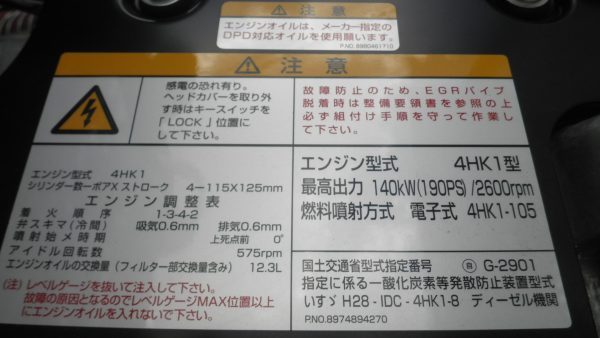 ⚠ 注意
エンジンオイルは、メーカー指定の
DPD対応オイルを使用願います。
P.NO. 8980461710
⚠ 注意
感電の恐れ有り。
ヘッドカバーを取り外
す時はキースイッチを
「LOCK」位置に
して下さい。
故障防止のため、EGRパイプ
脱着時は整備要領書を参照の上
必ず組付け手順を守って作業し
て下さい。
エンジン型式 4HK1
シリンダー数ーボアXストローク 4ー115X125mm
エンジン調整表
着火順序 1-3-4-2
弁スキマ(冷間) 吸気0.6mm 排気0.6mm
噴射始メ時期 上死点前 0°
アイドル回転数 575rpm
エンジンオイルの交換量(フィルター部交換量含み) 12.3L
(注)レベルゲージを抜いて注入して下さい。
故障の原因となるのでレベルゲージMAX位置以上
にエンジンオイルを入れないで下さい。
エンジン型式 4HK1型
最高出力 140kW(190PS)/2600rpm
燃料噴射方式 電子式 4HK1-105
国土交通省型式指定番号 G-2901
指定に係る一酸化炭素等発散防止装置型式
いすゞ H28-IDC-4HK1-8 ディーゼル機関
P.NO.8974894270